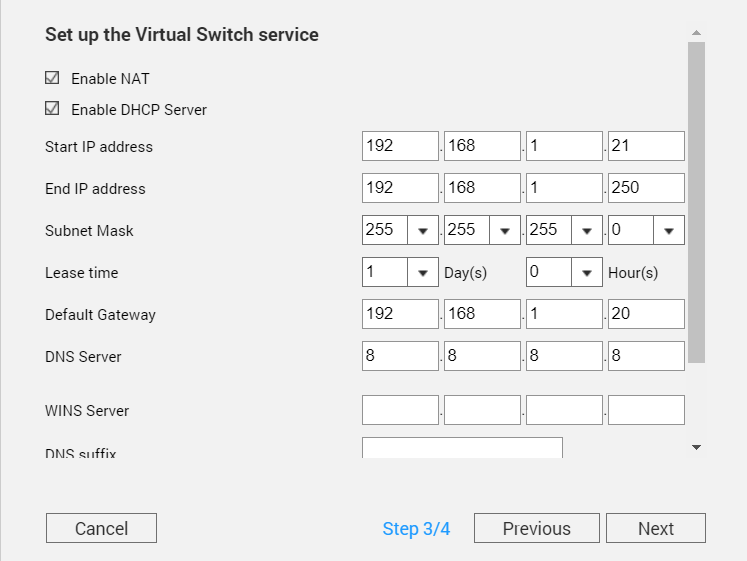 Set up the Virtual Switch service
Enable NAT
Enable DHCP Server
Start IP address 192 . 168 . 1 . 21
End IP address 192 . 168 . 1 . 250
Subnet Mask 255 . 255 . 255 . 0
Lease time 1 Day(s) 0 Hour(s)
Default Gateway 192 . 168 . 1 . 20
DNS Server 8 . 8 . 8 . 8
WINS Server . . .
DNS suffix
Cancel Step 3/4 Previous Next